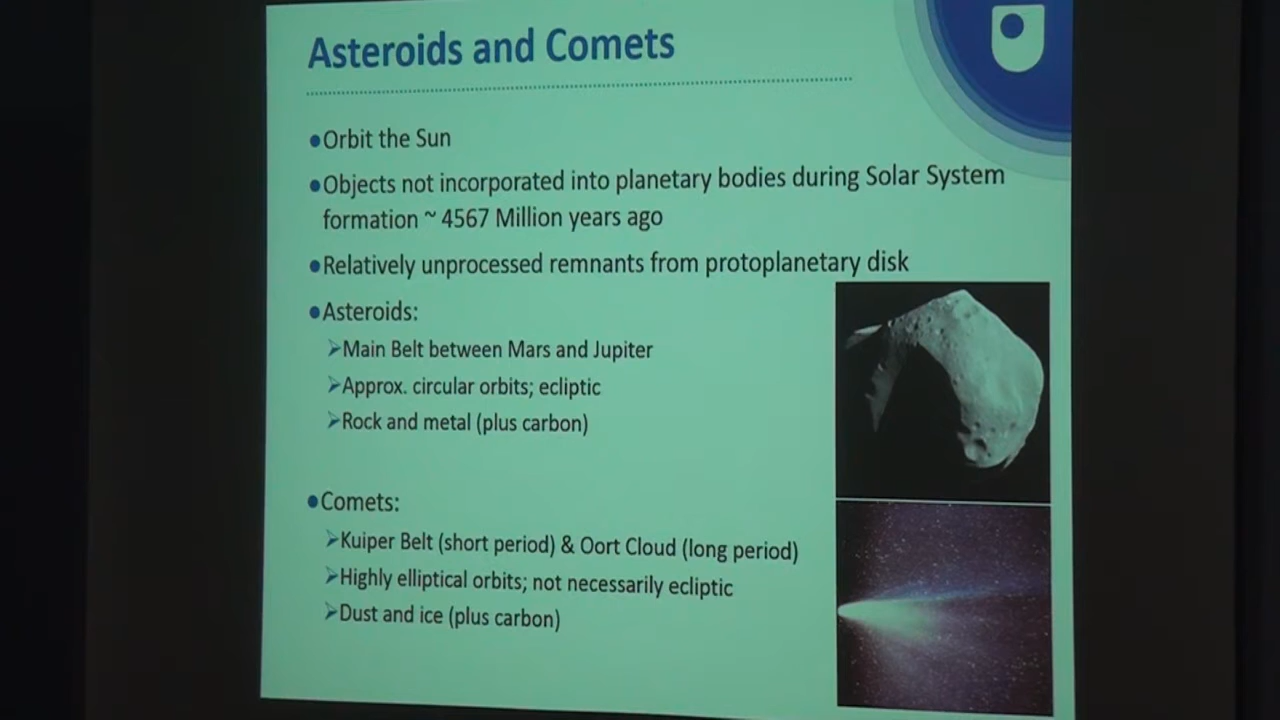 Asteroids and Comets
●Orbit the Sun
●Objects not incorporated into planetary bodies during Solar System
formation ~ 4567 Million years ago
●Relatively unprocessed remnants from protoplanetary disk
●Asteroids:
➢Main Belt between Mars and Jupiter
➢Approx. circular orbits; ecliptic
➢Rock and metal (plus carbon)
●Comets:
➢Kuiper Belt (short period) & Oort Cloud (long period)
➢Highly elliptical orbits; not necessarily ecliptic
➢Dust and ice (plus carbon)